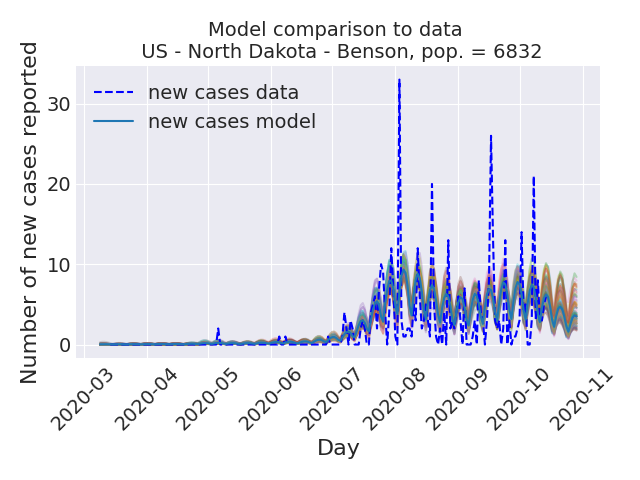 Model comparison to data
US - North Dakota - Benson, pop. = 6832
Number of new cases reported
30
20
10
0
new cases data
new cases model
2020-03
2020-04
2020-05
2020-06
2020-07
2020-08
2020-09
2020-10
2020-11
Day